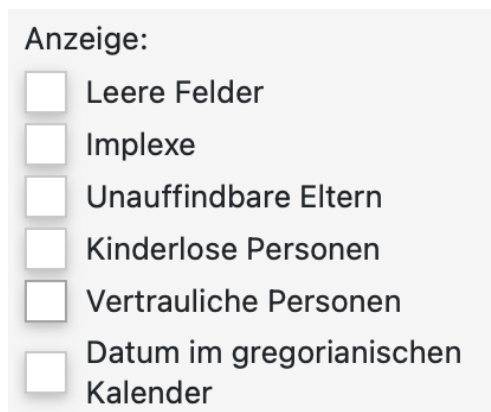 Anzeige:
Leere Felder
Implexe
Unauffindbare Eltern
Kinderlose Personen
Vertrauliche Personen
Datum im gregorianischen
Kalender